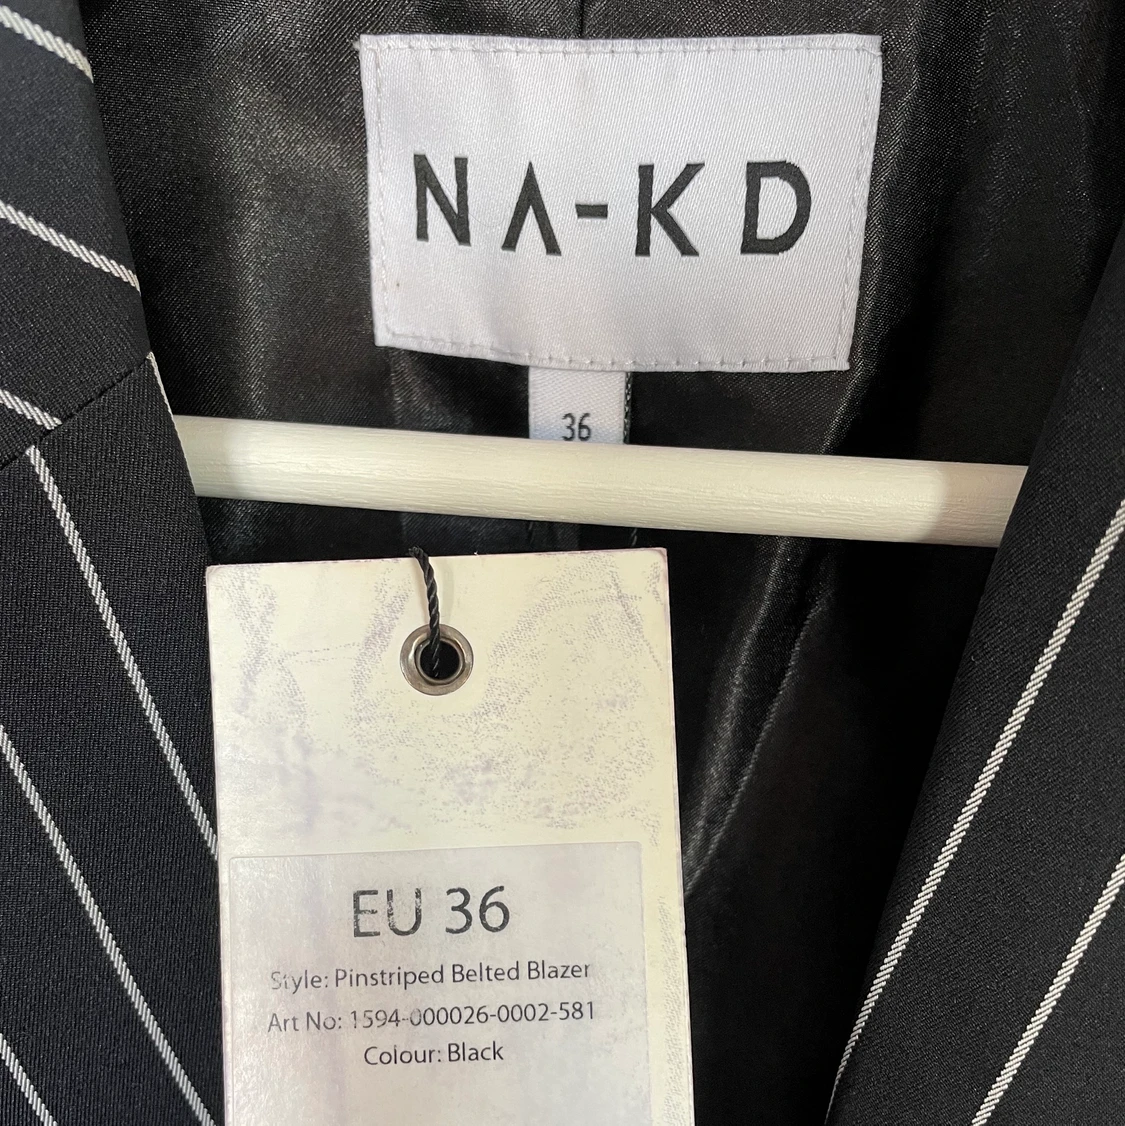 NA-KD
36
EU 36
Style: Pinstriped Belted Blazer
Art No: 1594-000026-0002-581
Colour: Black